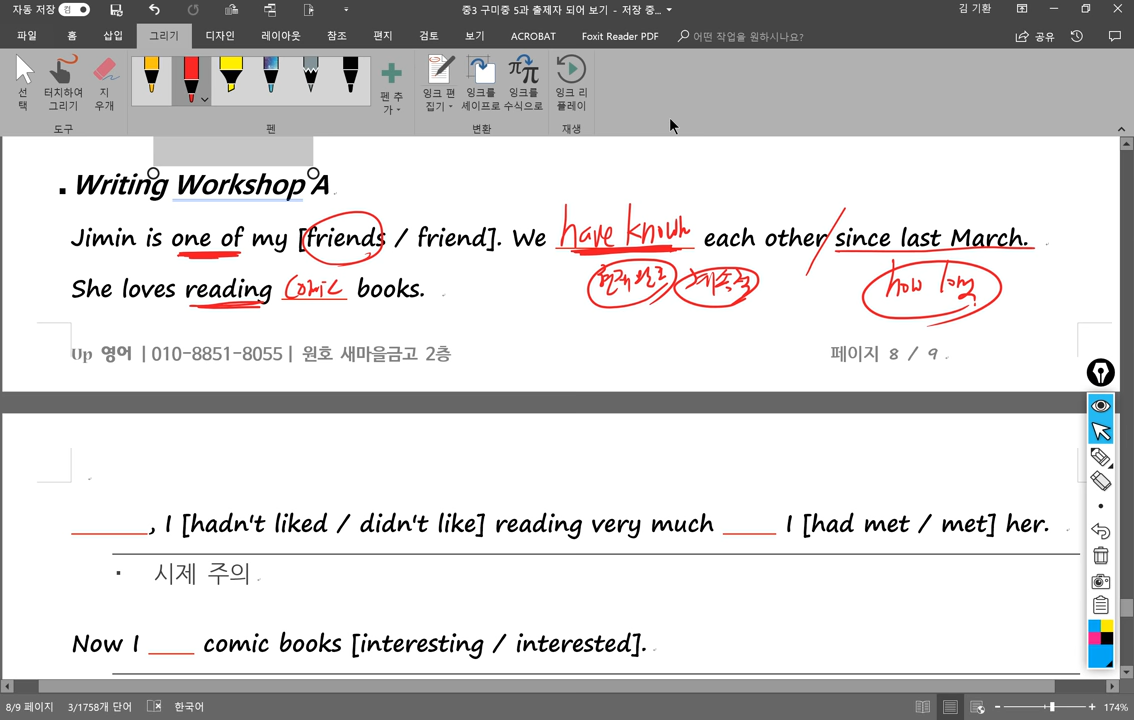 자동 저장 컴 중3 구미중 5과 출제자 되어 보기 - 저장 중... 김 기환
파일 홈 삽입 그리기 디자인 레이아웃 참조 편지 검토 보기 ACROBAT Foxit Reader PDF 어떤 작업을 원하시나요? 공유
선택 터치하여 그리기 지우개 펜 추가 잉크 편집기 잉크를 셰이프로 잉크를 수식으로 잉크 리플레이
도구 펜 변환 재생
Writing Workshop A
Jimin is one of my [friends / friend]. We have known each other / since last March.
현재완료 계속용 how long
She loves reading comic books.
Up 영어 | 010-8851-8055 | 원호 새마을금고 2층 페이지 8 / 9
______, I [hadn't liked / didn't like] reading very much ____ I [had met / met] her.
시제 주의
Now I ____ comic books [interesting / interested].
8/9 페이지 3/1758개 단어 한국어 174%